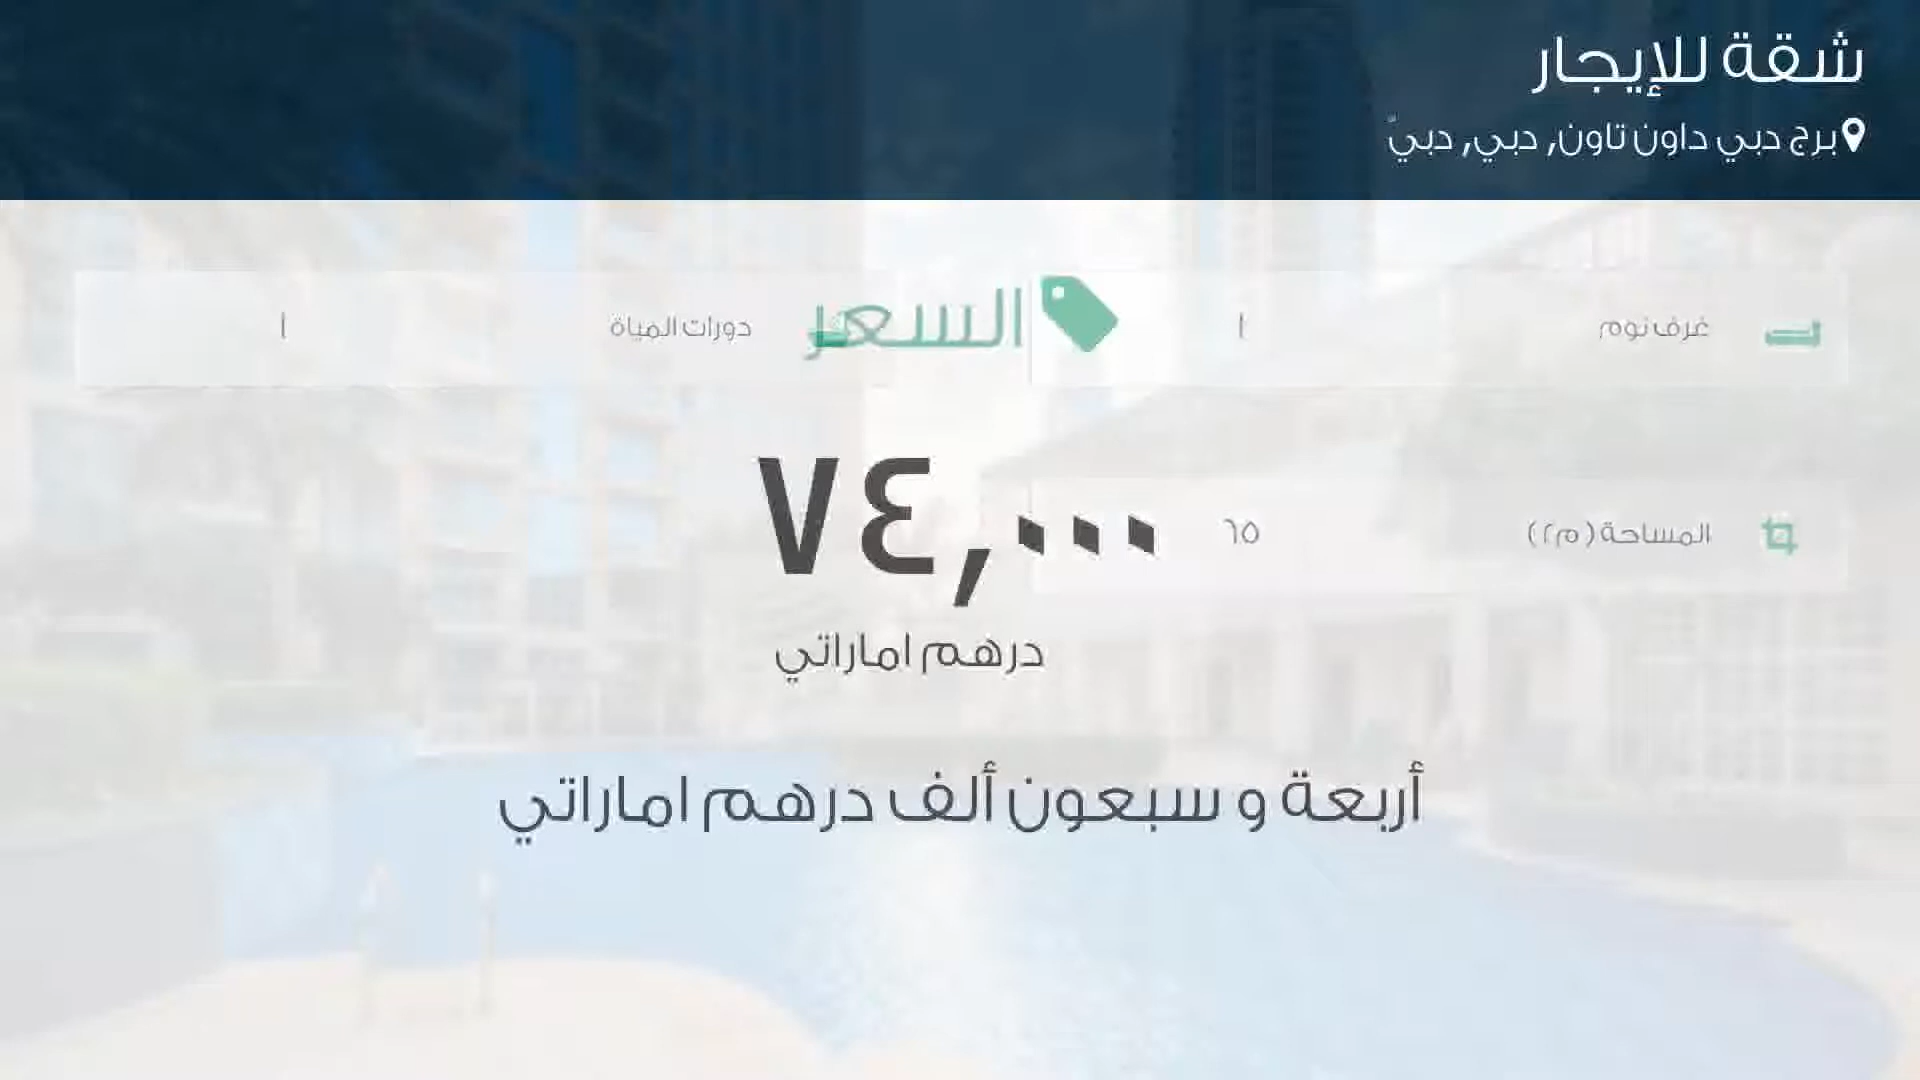 شقة للإيجار
برج دبي داون تاون, دبي, دبيّ
السعر
غرف نوم ١
دورات المياة ١
٧٤,٠٠٠
المساحة (م٢) ٦٥
درهم اماراتي
أربعة و سبعون ألف درهم اماراتي